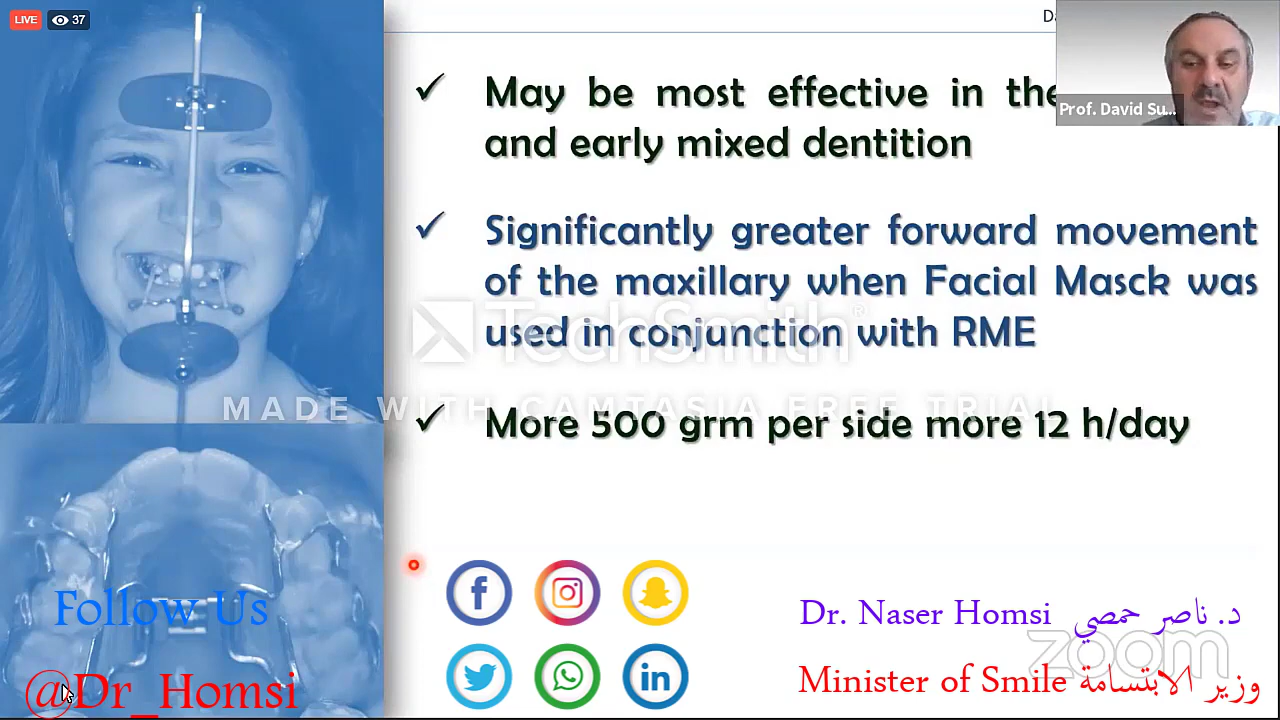 LIVE 37
Prof. David Su...
May be most effective in the
and early mixed dentition
Significantly greater forward movement
of the maxillary when Facial Masck was
used in conjunction with RME
TechSmith®
MADE WITH CAMTASIA FREE TRIAL
More 500 grm per side more 12 h/day
Follow Us
@Dr_Homsi
Dr. Naser Homsi د. ناصر حمصي
zoom
Minister of Smile وزير الابتسامة